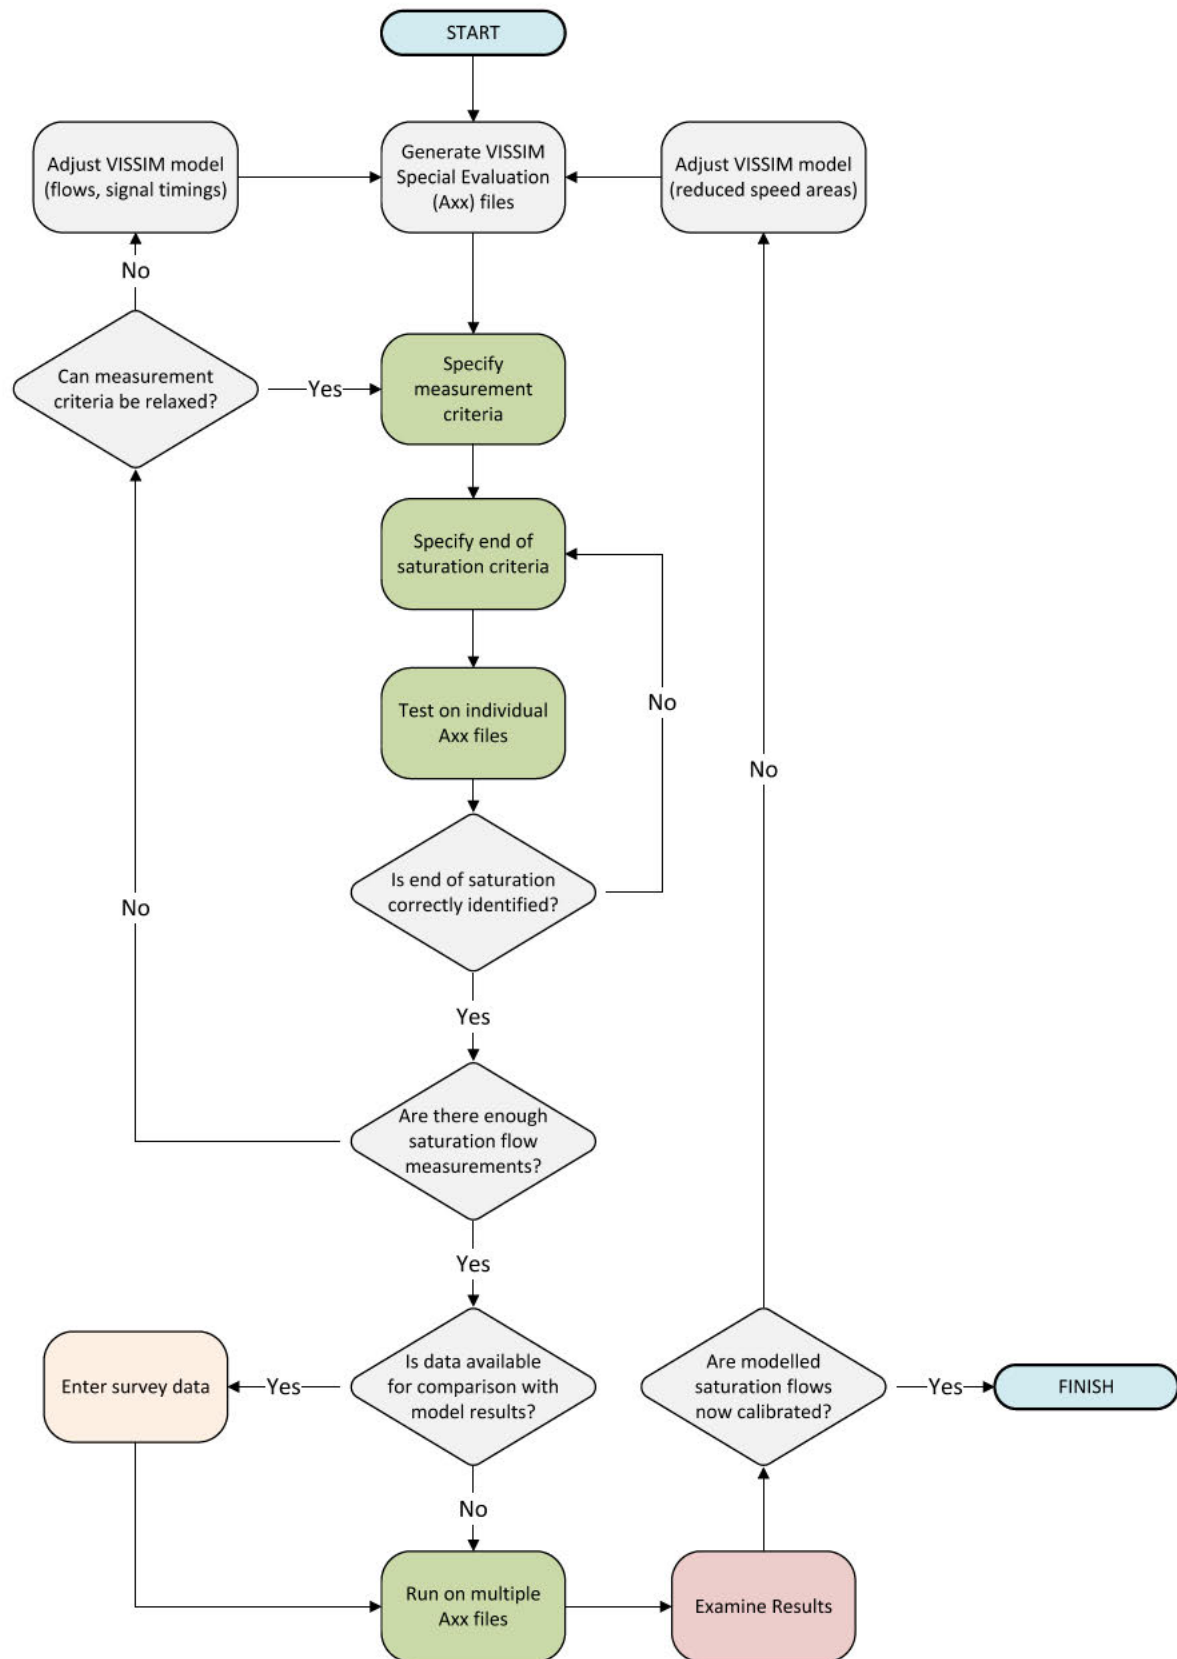 START
Adjust VISSIM model
(flows, signal timings)
Generate VISSIM
Special Evaluation
(Axx) files
Adjust VISSIM model
(reduced speed areas)
No
Can measurement
criteria be relaxed?
Yes
Specify
measurement
criteria
Specify end of
saturation criteria
Test on individual
Axx files
No
No
Is end of saturation
correctly identified?
No
Yes
Are there enough
saturation flow
measurements?
Yes
Enter survey data
Yes
Is data available
for comparison with
model results?
Are modelled
saturation flows
now calibrated?
Yes
FINISH
No
Run on multiple
Axx files
Examine Results